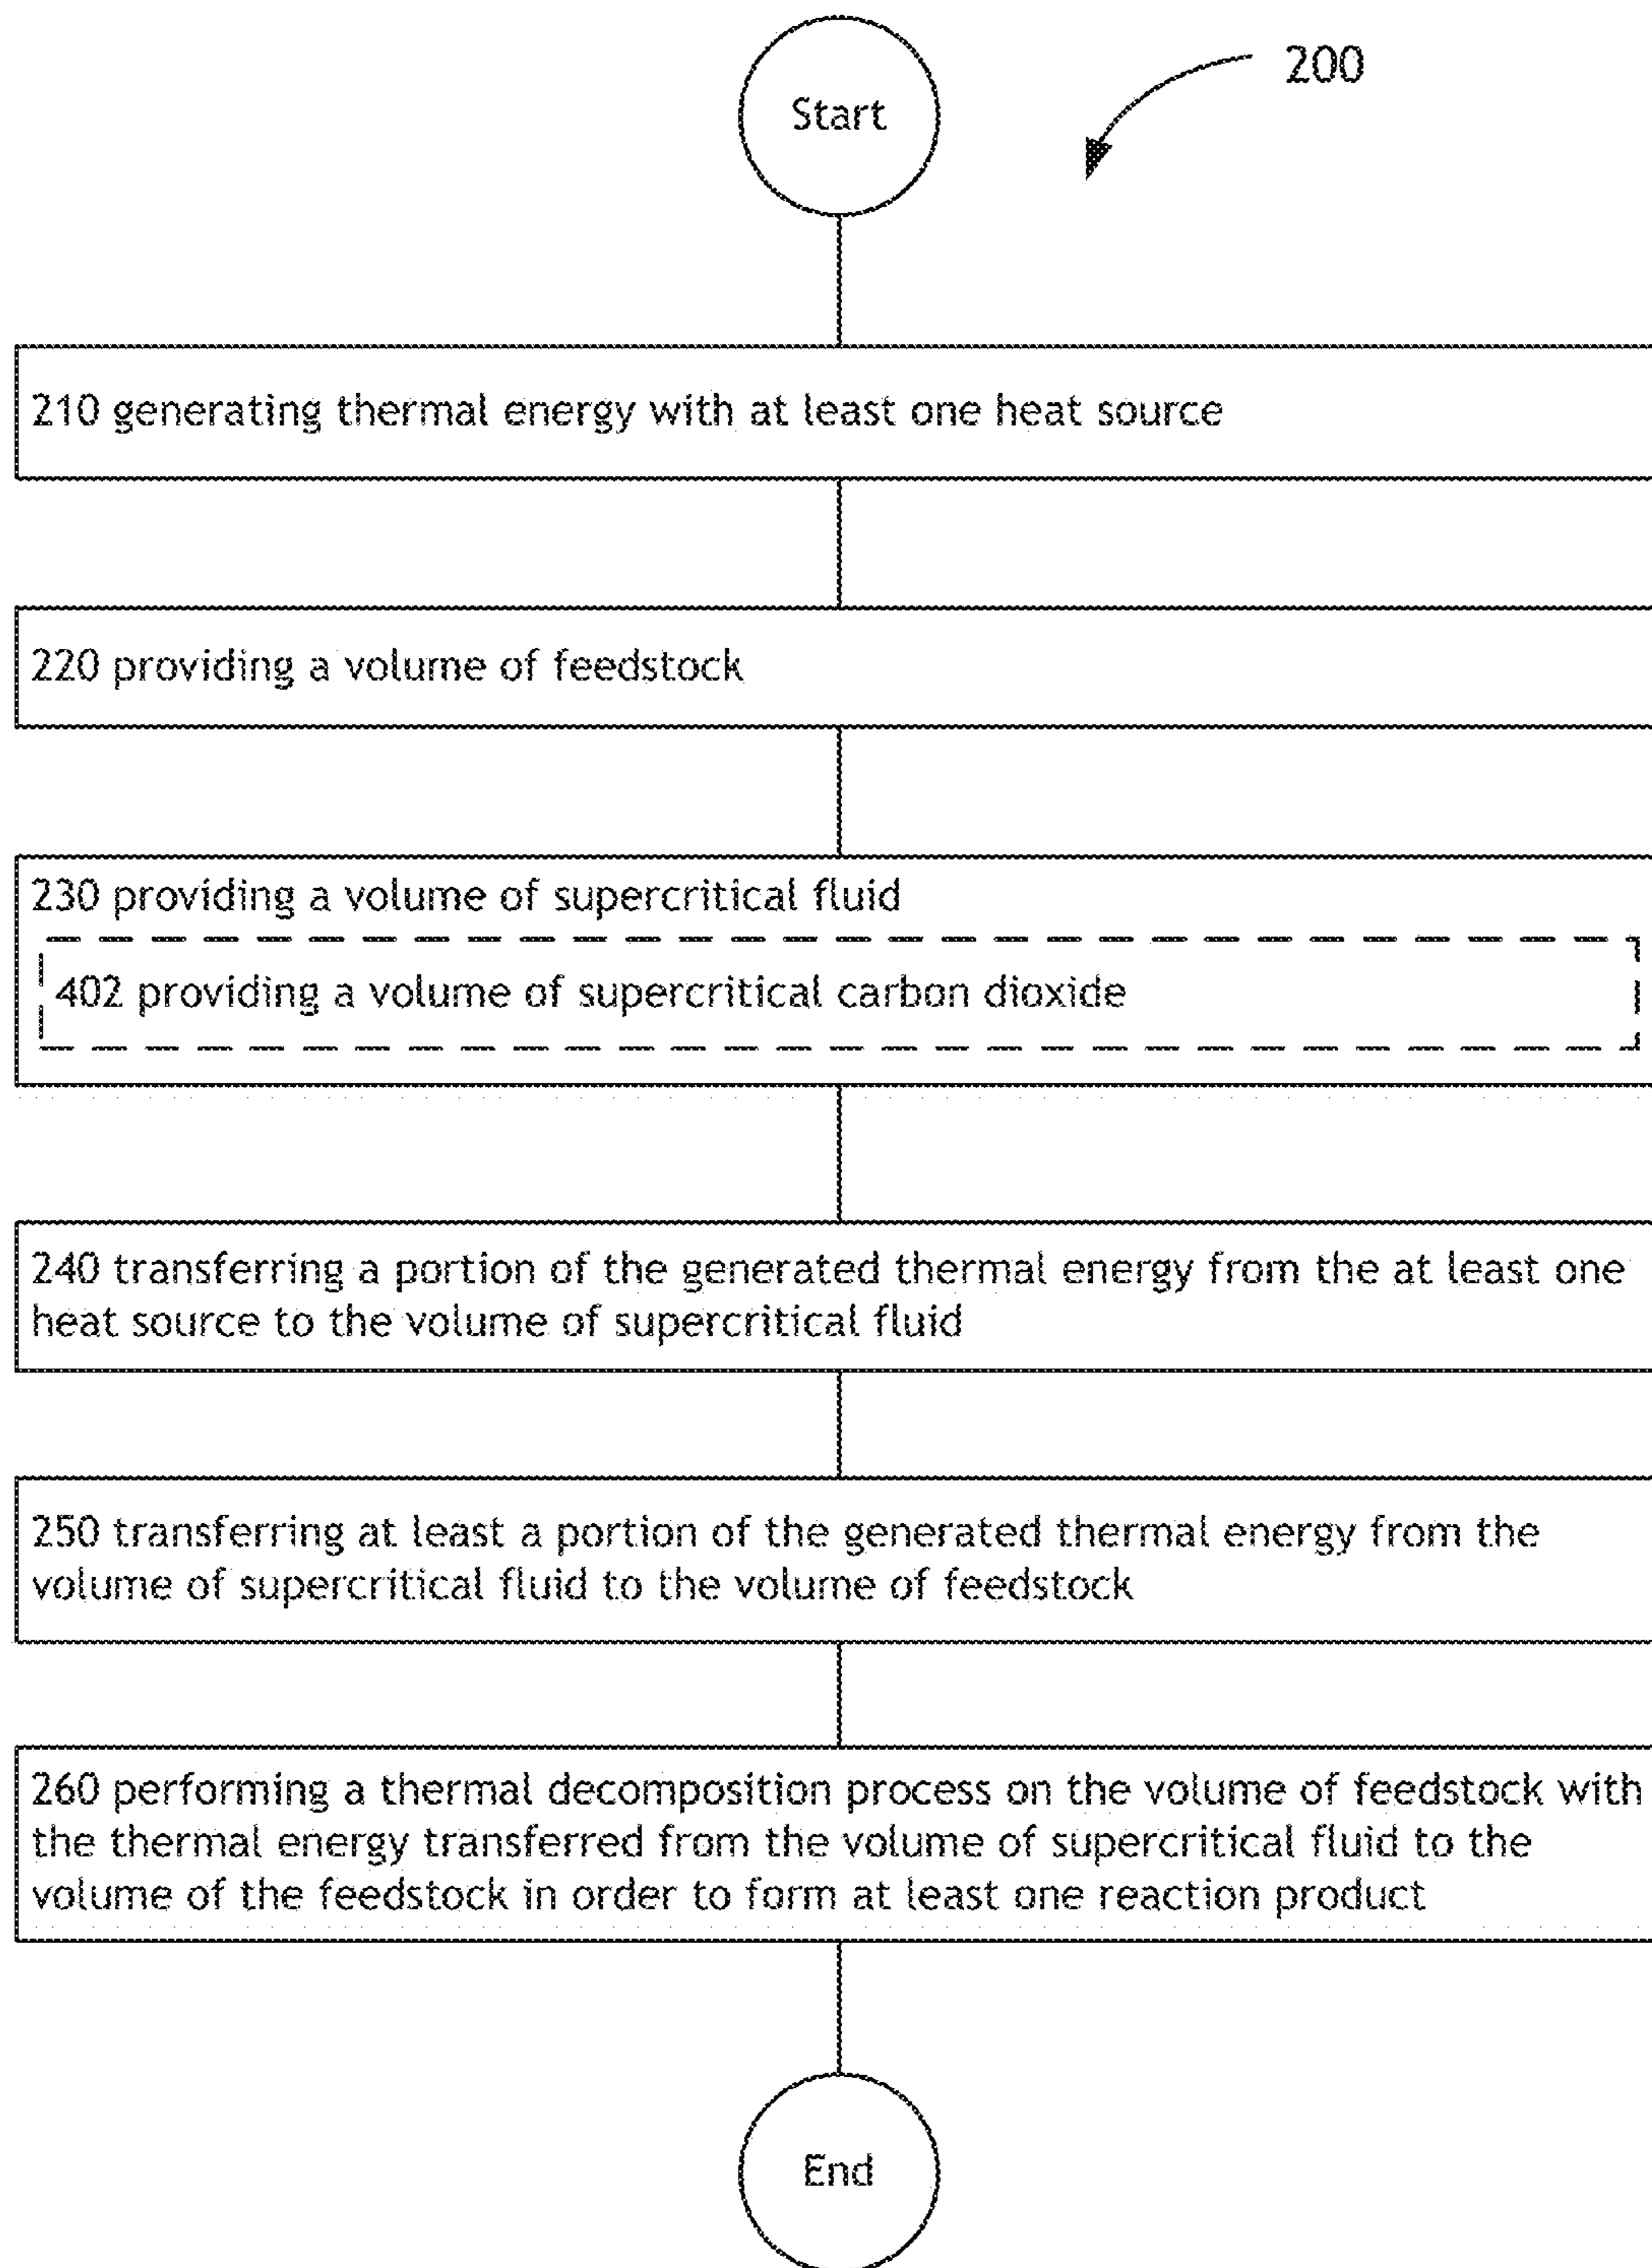 Start
200
210 generating thermal energy with at least one heat source
220 providing a volume of feedstock
230 providing a volume of supercritical fluid
402 providing a volume of supercritical carbon dioxide
240 transferring a portion of the generated thermal energy from the at least one
heat source to the volume of supercritical fluid
250 transferring at least a portion of the generated thermal energy from the
volume of supercritical fluid to the volume of feedstock
260 performing a thermal decomposition process on the volume of feedstock with
the thermal energy transferred from the volume of supercritical fluid to the
volume of the feedstock in order to form at least one reaction product
End